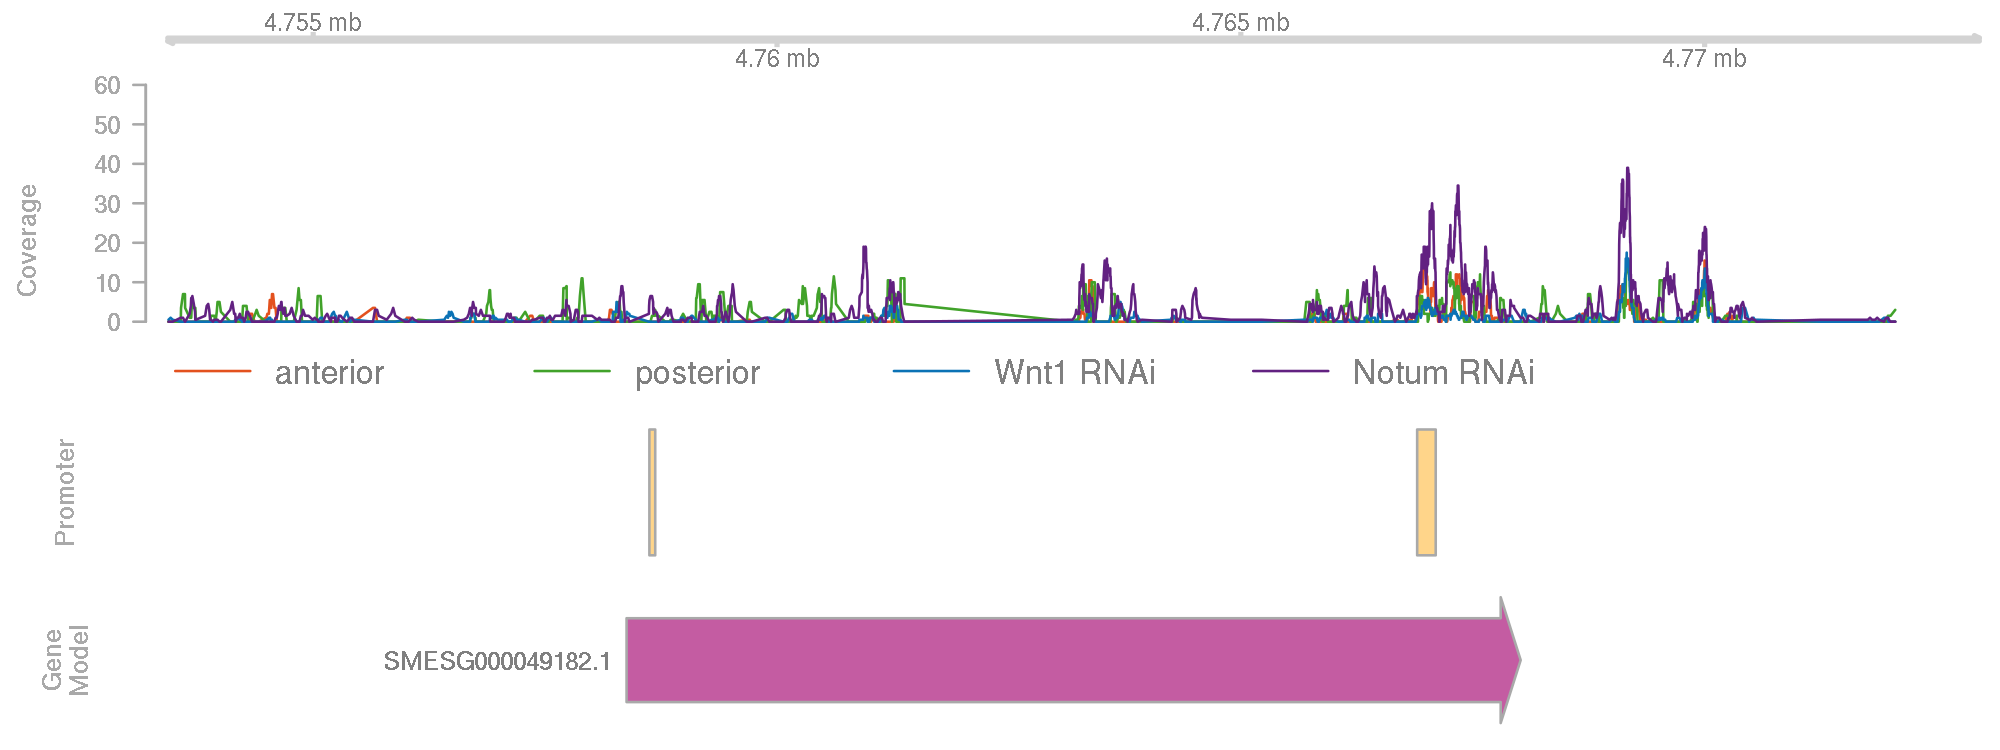 4.755 mb
4.765 mb
4.76 mb
4.77 mb
60
50
40
30
20
10
0
Coverage
anterior
posterior
Wnt1 RNAi
Notum RNAi
Promoter
Gene
Model
SMESG000049182.1